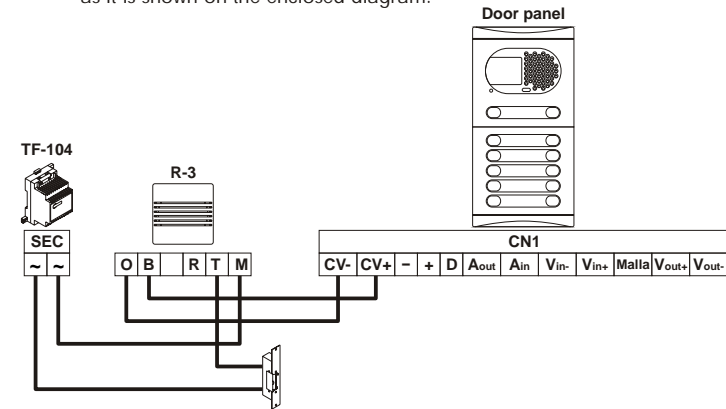 as it is shown on the enclosed diagram.
Door panel
TF-104
R-3
SEC
CN1
~ ~
O B R T M
CV- CV+ − + D Aout Ain Vin- Vin+ Malla Vout+ Vout-